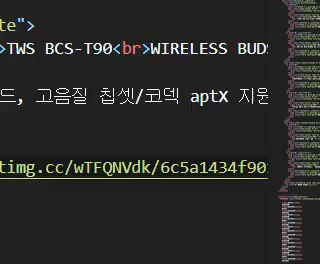 te">
>TWS BCS-T90<br>WIRELESS BUDS
드, 고음질 칩셋/코덱 aptX 지원
timg.cc/wTFQNVdk/6c5a1434f90